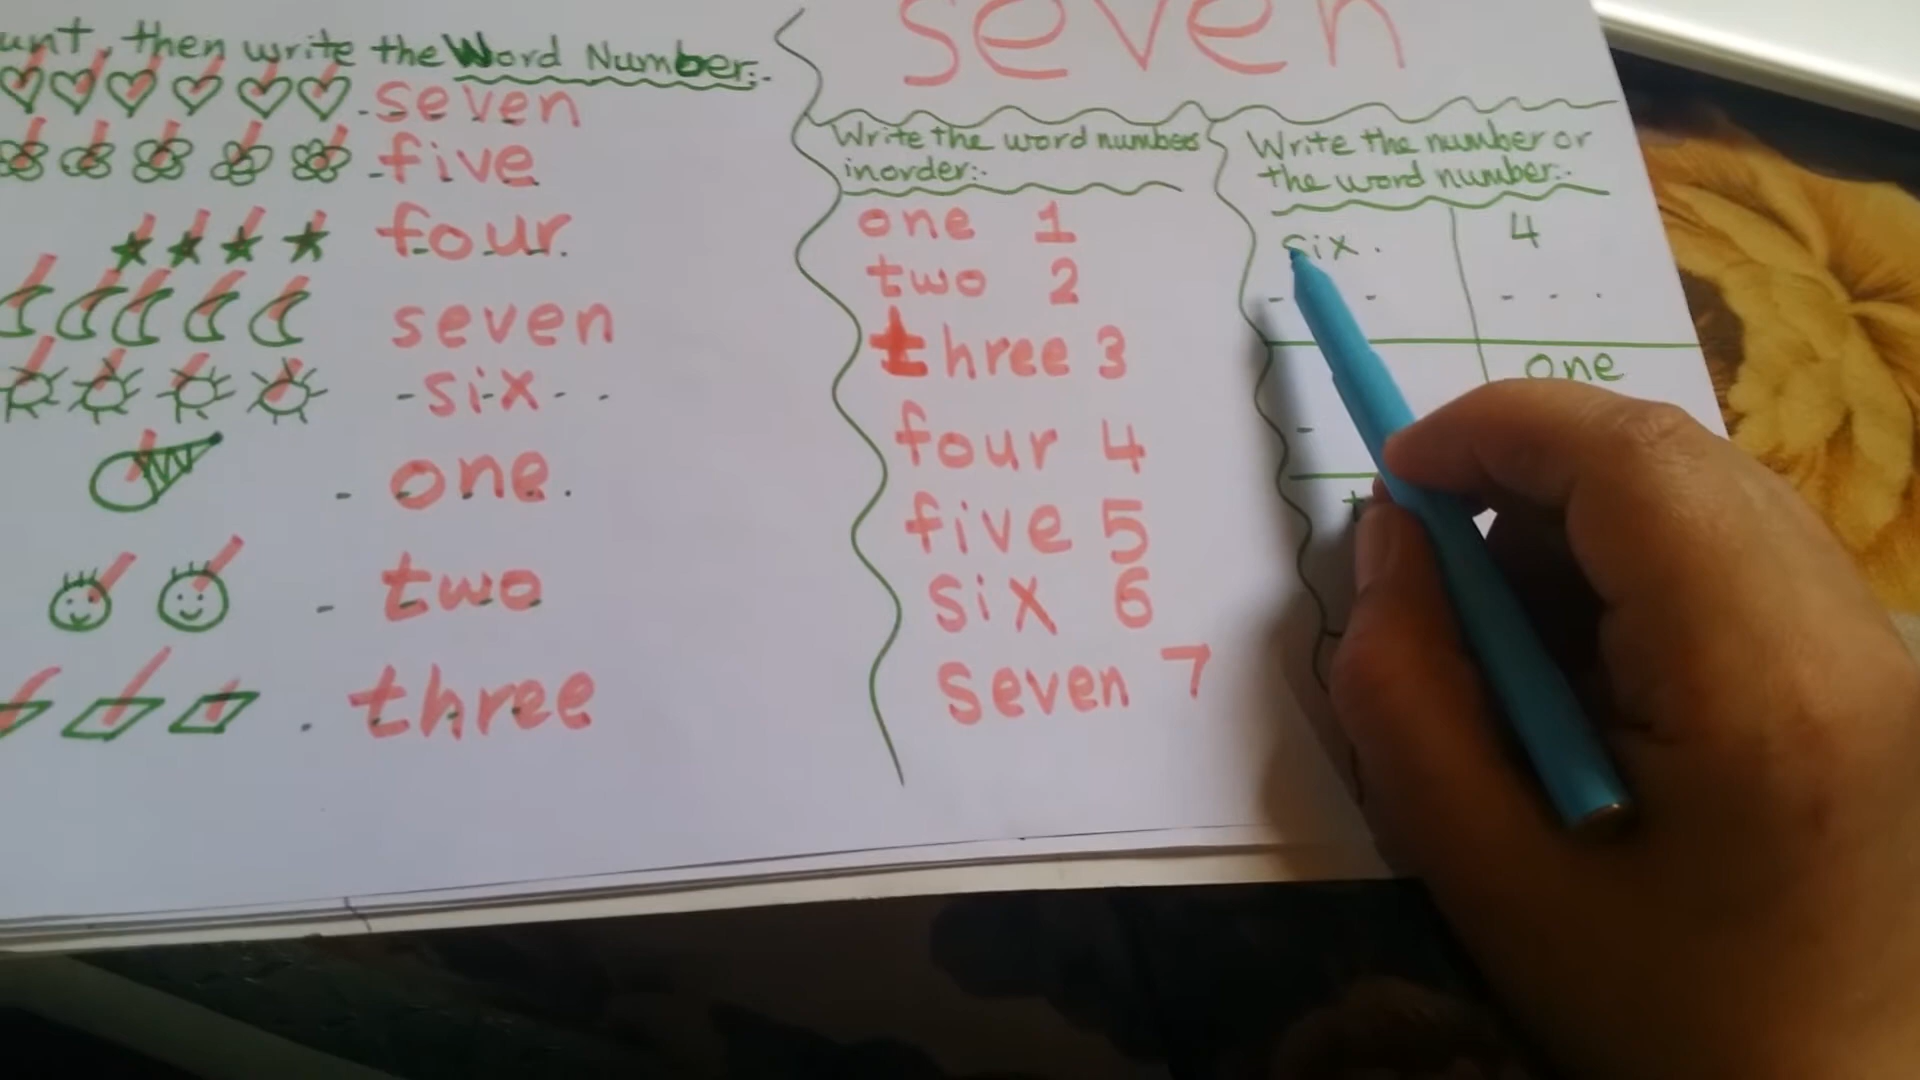 unt, then write the Word Number:.
seven
five
four
seven
six
one
two
three
seven
Write the word numbers
inorder:.
one 1
two 2
three 3
four 4
five 5
six 6
seven 7
Write the number or
the word number:.
six
4
one